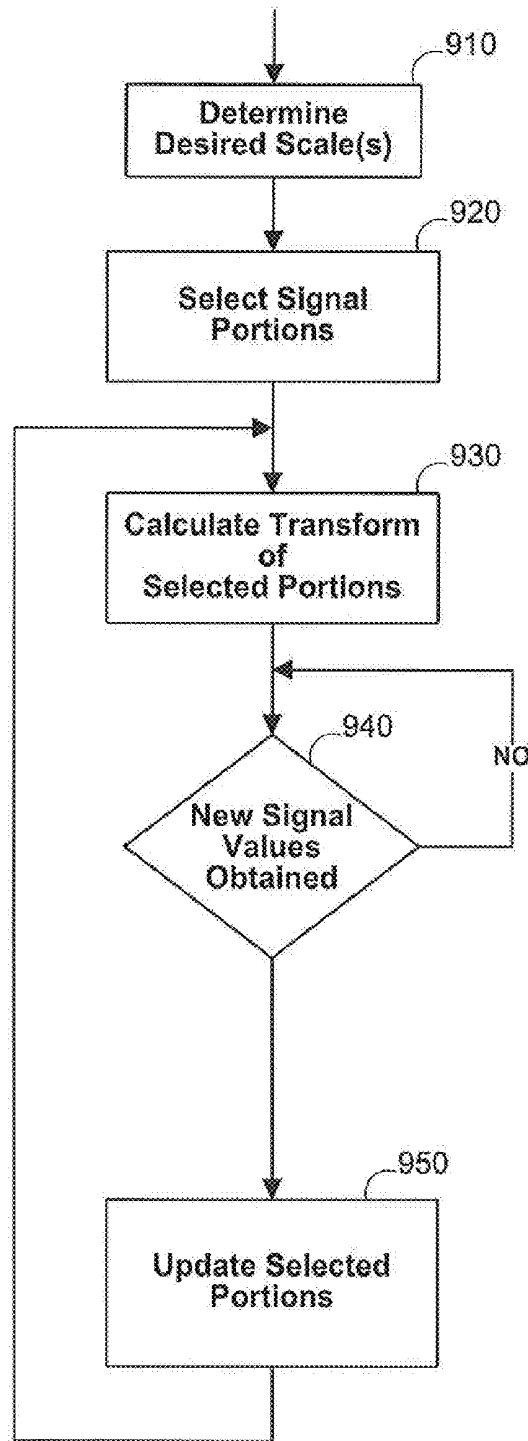 910
Determine
Desired Scale(s)
920
Select Signal
Portions
930
Calculate Transform
of
Selected Portions
940
NO
New Signal
Values
Obtained
950
Update Selected
Portions